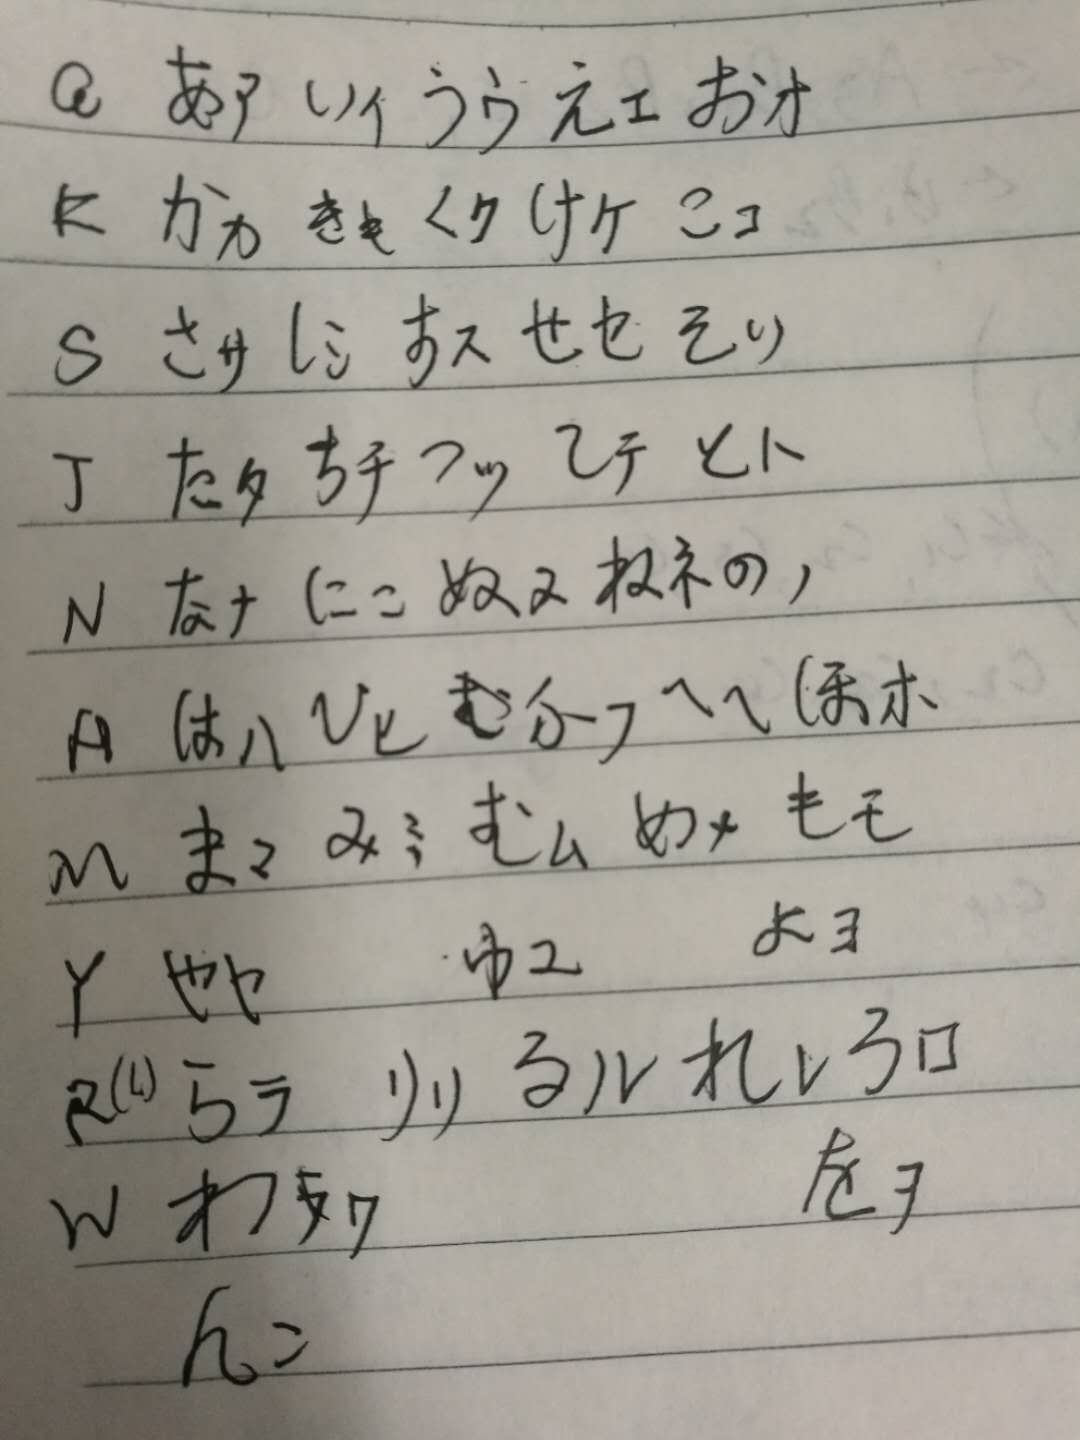 a あア いイ うウ えエ おオ
K かカ きキ くク けケ こコ
S さサ しシ すス せセ そソ
T たタ ちチ つツ てテ とト
N なナ にニ ぬヌ ねネ のノ
H はハ ひヒ ふフ へヘ ほホ
M まマ みミ むム めメ もモ
Y やヤ ゆユ よヨ
R(L) らラ りリ るル れレ ろロ
W わワ をヲ
んン